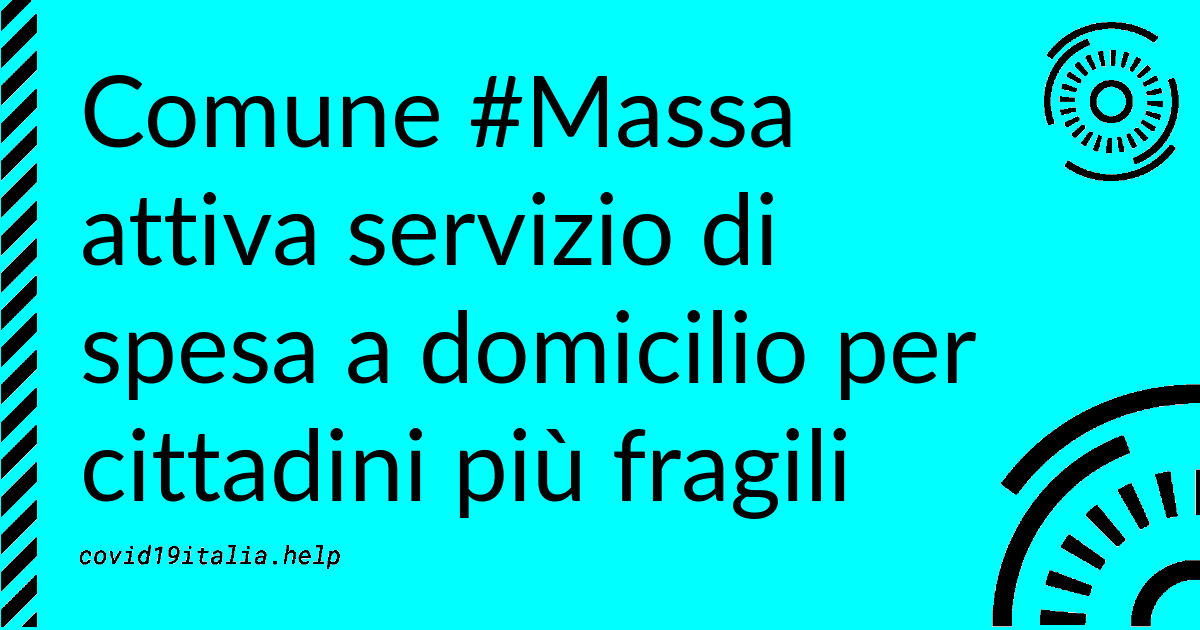 Comune #Massa
attiva servizio di
spesa a domicilio per
cittadini più fragili
covid19italia.help